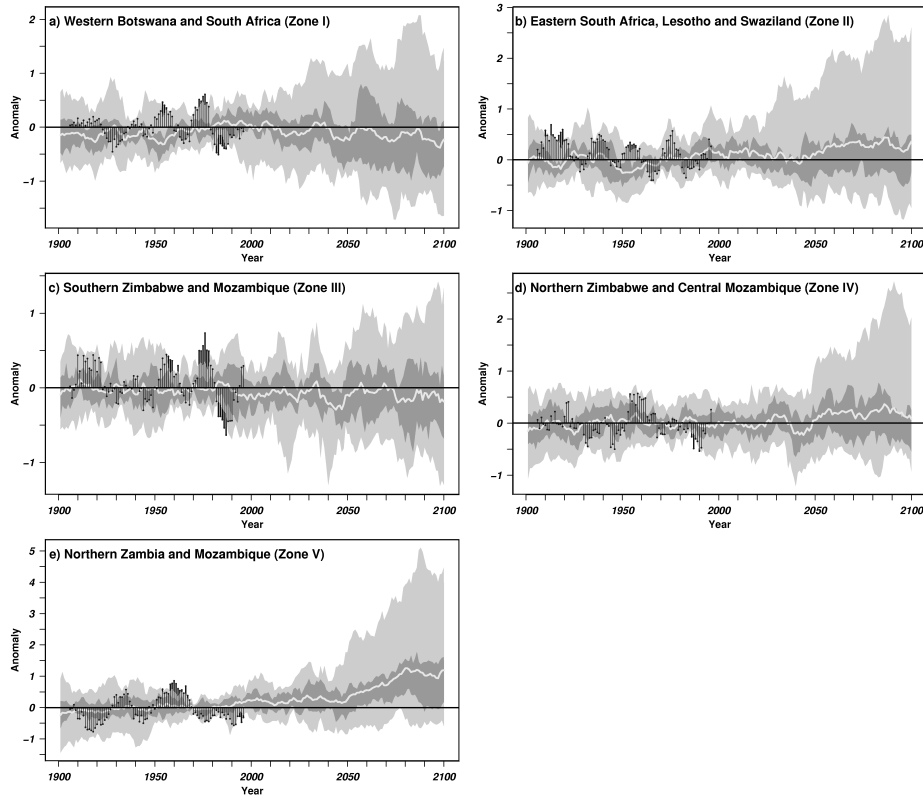 a) Western Botswana and South Africa (Zone I)
2
1
0
−1
Anomaly
1900 1950 2000 2050 2100
Year
b) Eastern South Africa, Lesotho and Swaziland (Zone II)
3
2
1
0
−1
Anomaly
1900 1950 2000 2050 2100
Year
c) Southern Zimbabwe and Mozambique (Zone III)
1
0
−1
Anomaly
1900 1950 2000 2050 2100
Year
d) Northern Zimbabwe and Central Mozambique (Zone IV)
2
1
0
−1
Anomaly
1900 1950 2000 2050 2100
Year
e) Northern Zambia and Mozambique (Zone V)
5
4
3
2
1
0
−1
Anomaly
1900 1950 2000 2050 2100
Year